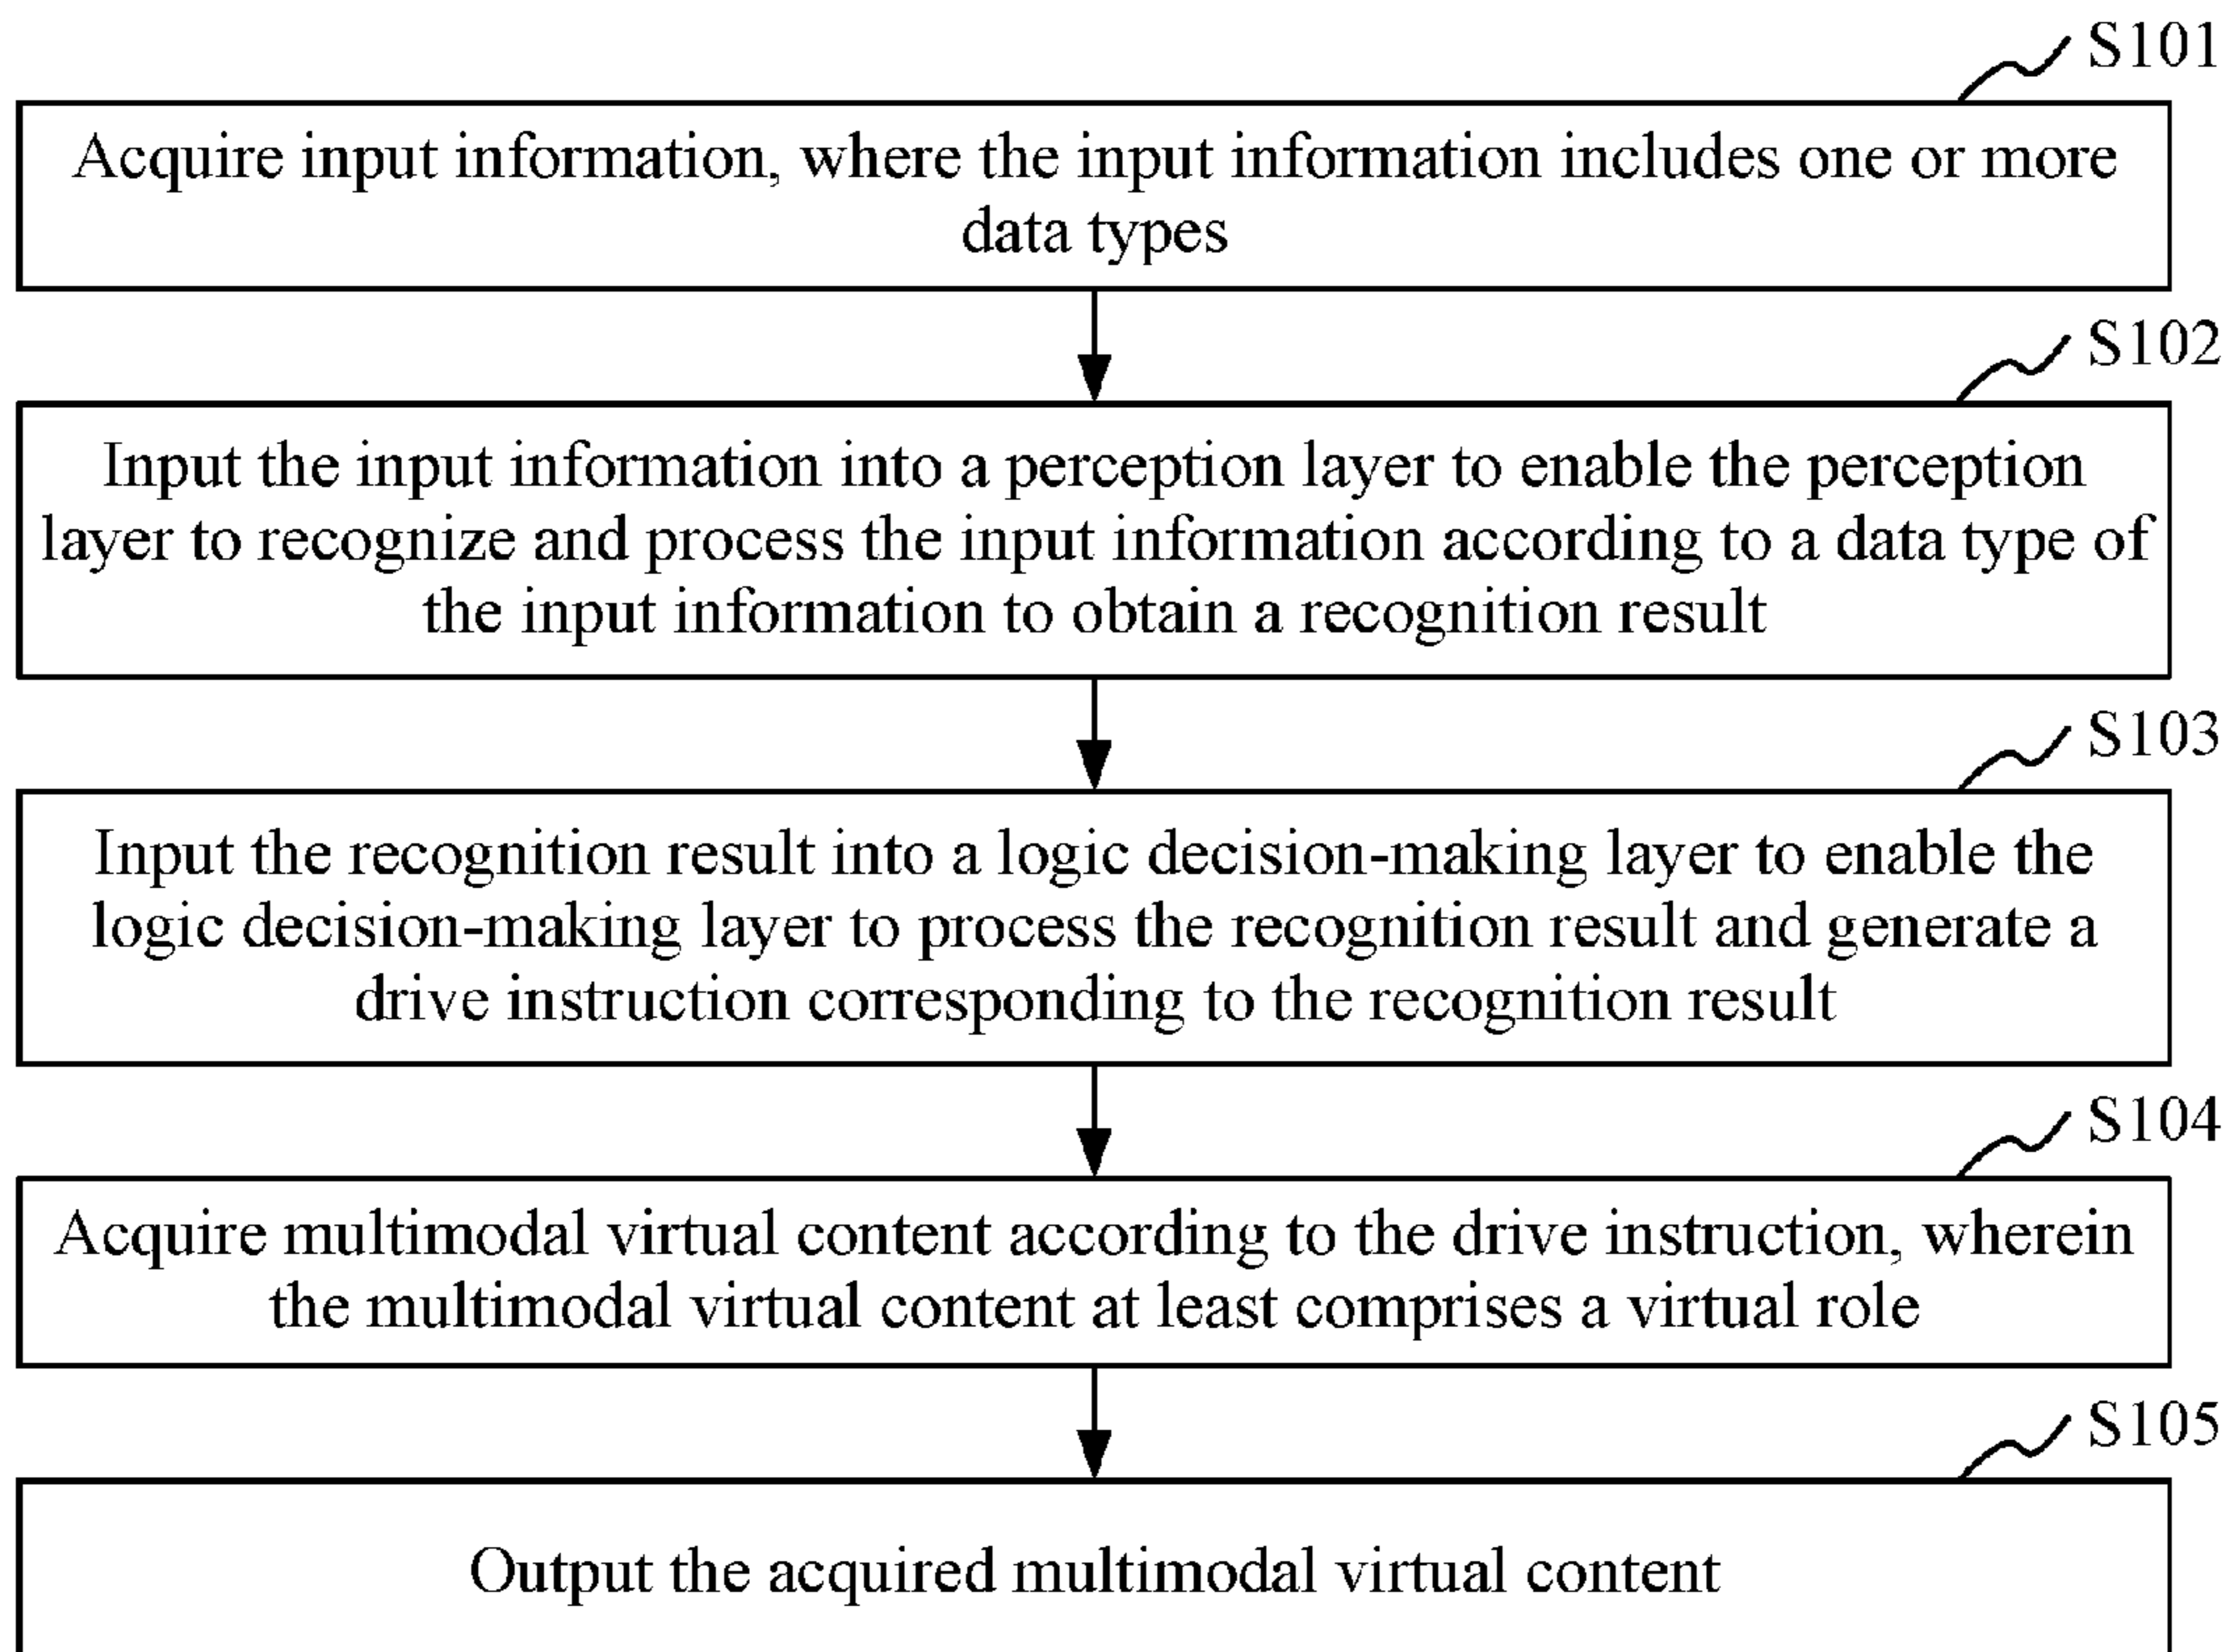 S101
Acquire input information, where the input information includes one or more
data types
S102
Input the input information into a perception layer to enable the perception
layer to recognize and process the input information according to a data type of
the input information to obtain a recognition result
S103
Input the recognition result into a logic decision-making layer to enable the
logic decision-making layer to process the recognition result and generate a
drive instruction corresponding to the recognition result
S104
Acquire multimodal virtual content according to the drive instruction, wherein
the multimodal virtual content at least comprises a virtual role
S105
Output the acquired multimodal virtual content